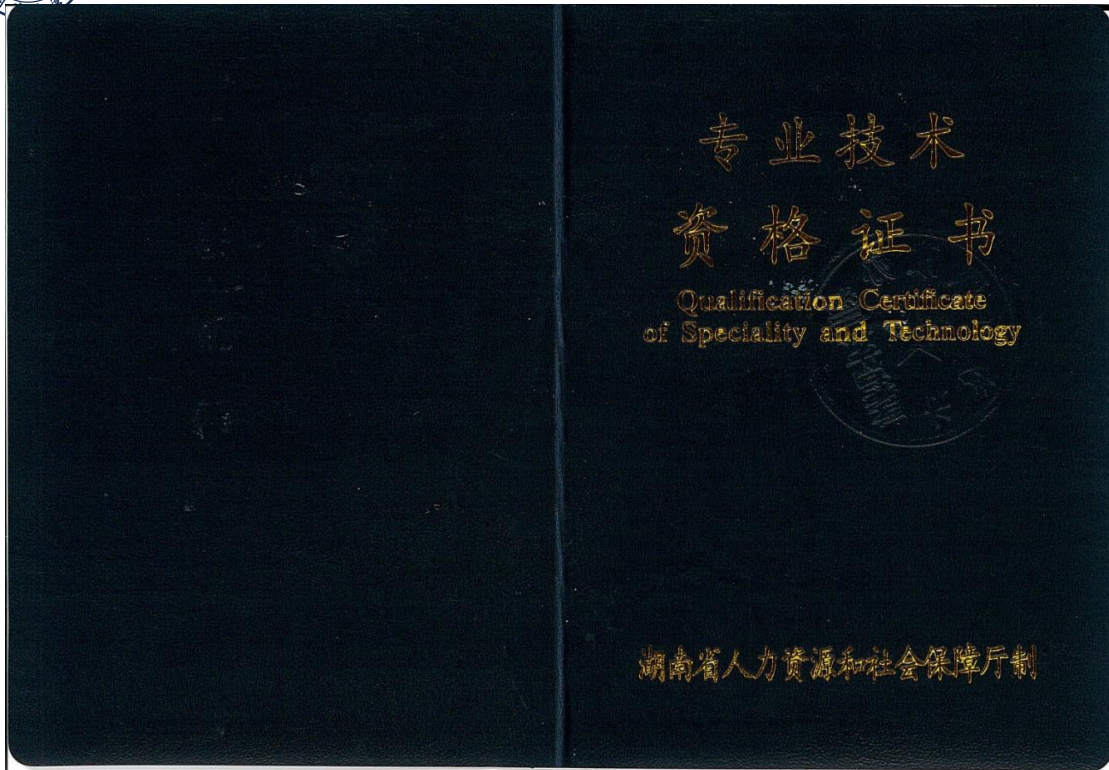 专业技术
资格证书
Qualification Certificate
of Speciality and Technology
湖南省人力资源和社会保障厅制